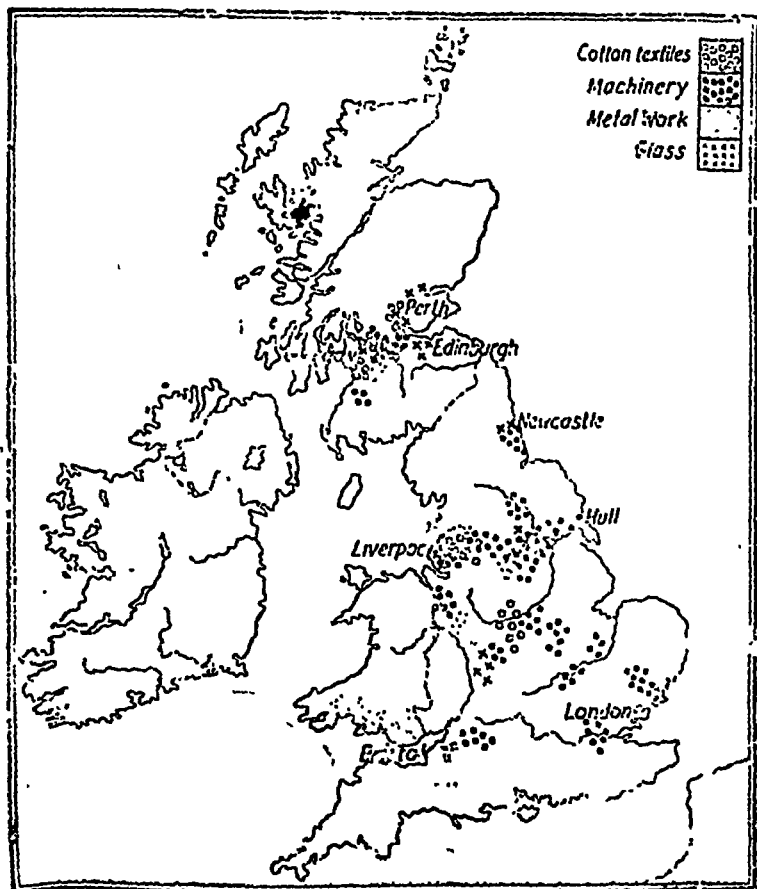 Cotton textiles
Machinery
Metal Work
Glass
Perth
Edinburgh
Newcastle
Hull
Liverpool
London
Bristol